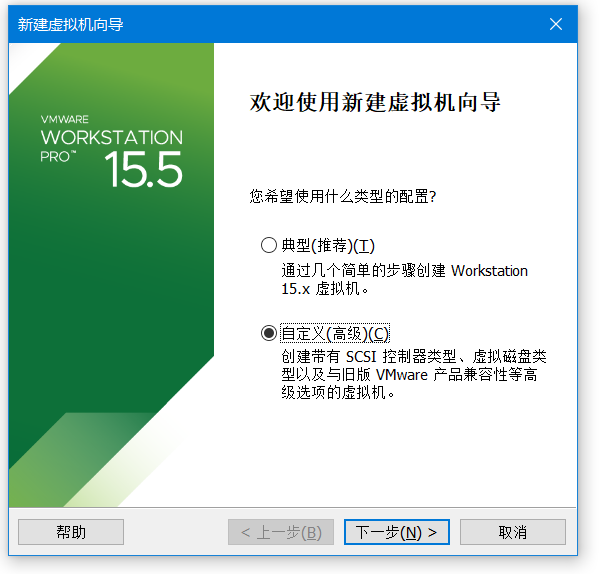 新建虚拟机向导
VMWARE
WORKSTATION
PRO™
15.5
欢迎使用新建虚拟机向导
您希望使用什么类型的配置?
典型(推荐)(T)
通过几个简单的步骤创建 Workstation
15.x 虚拟机。
自定义(高级)(C)
创建带有 SCSI 控制器类型、虚拟磁盘类
型以及与旧版 VMware 产品兼容性等高
级选项的虚拟机。
帮助
< 上一步(B)
下一步(N) >
取消